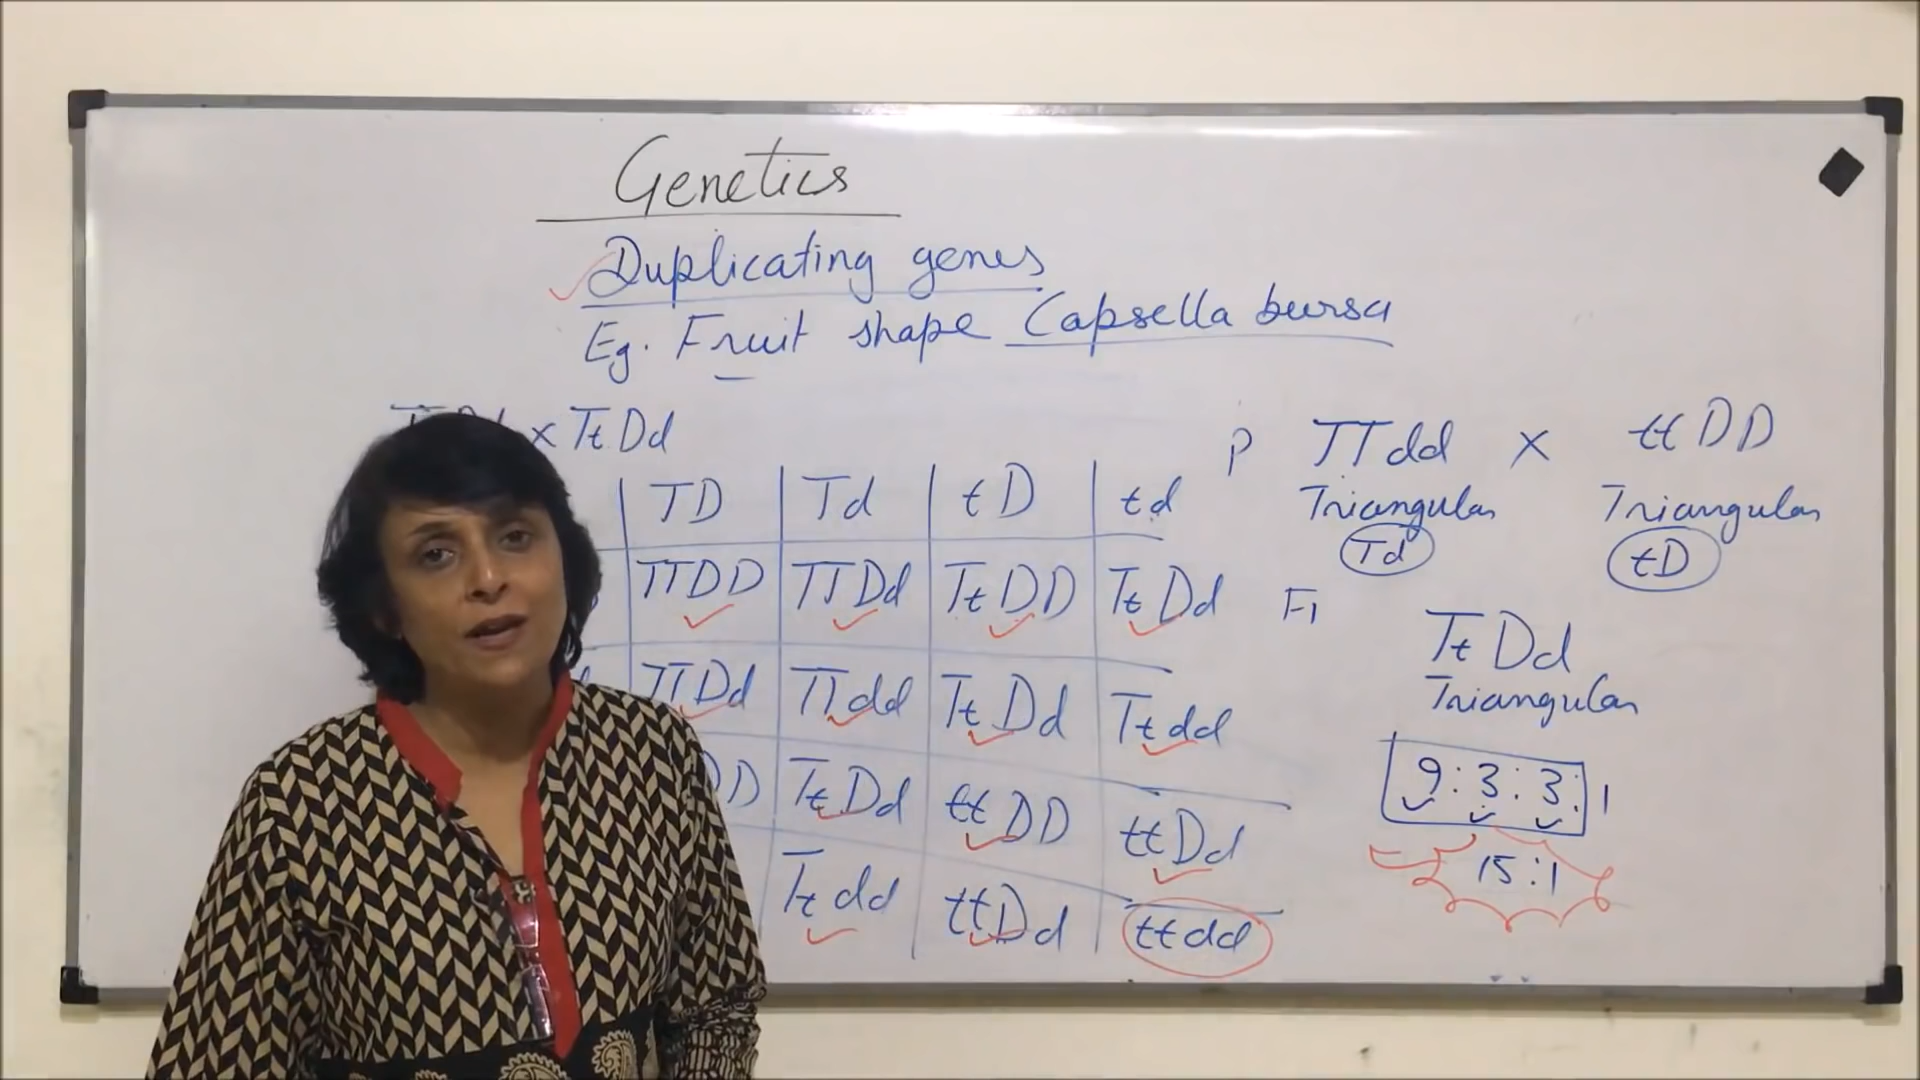 Genetics
Duplicating genes
Eg. Fruit shape Capsella bursa
x Tt Dd
TD Td tD td
TTDD TTDd TtDD TtDd
TTDd TTdd TtDd Ttdd
TtDd ttDD ttDd
Ttdd ttDd ttdd
P TTdd X ttDD
Triangular Triangular
Td tD
F1
TtDd
Triangular
9:3:3:1
15:1